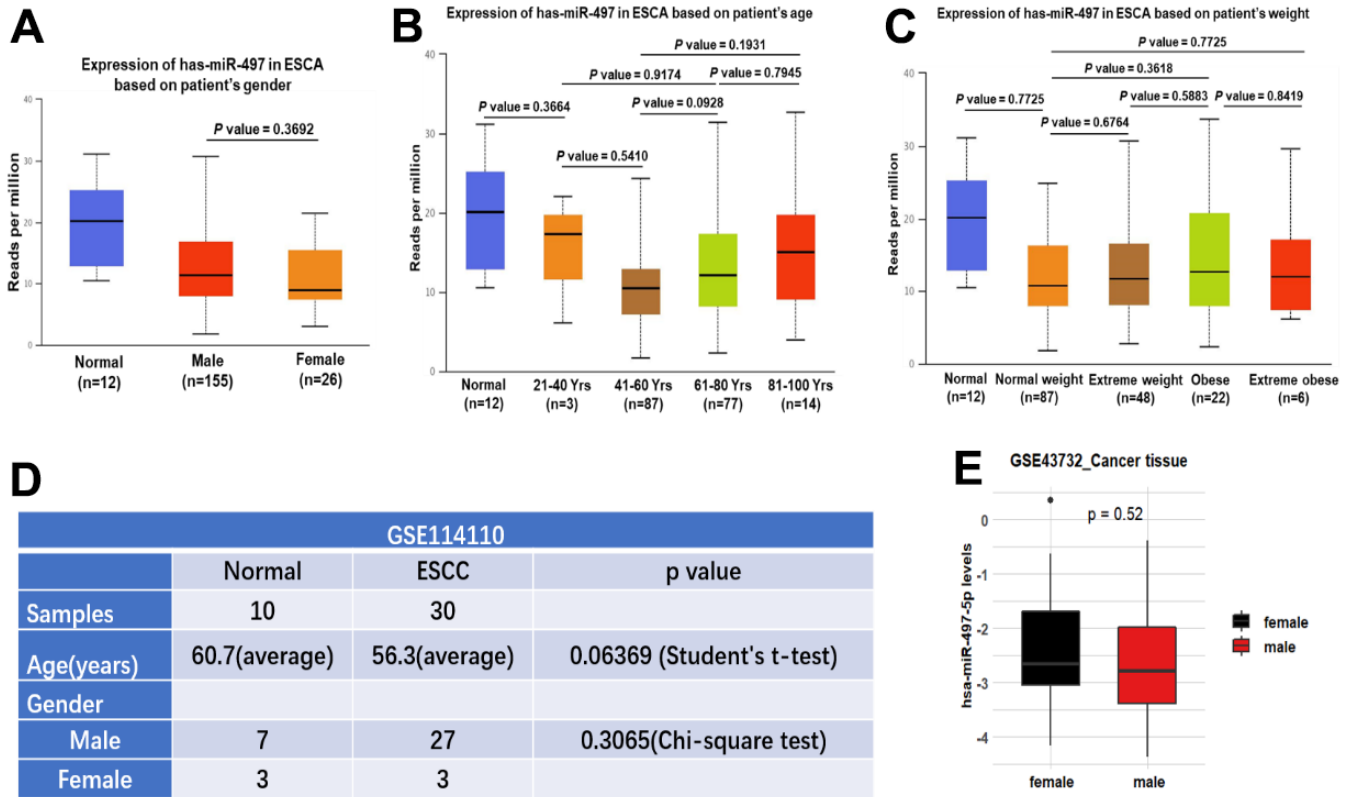 A
Expression of has-miR-497 in ESCA
based on patient's gender
Reads per million
40
30
20
10
0
P value = 0.3692
Normal
(n=12)
Male
(n=155)
Female
(n=26)
B
Expression of has-miR-497 in ESCA based on patient's age
Reads per million
40
30
20
10
0
P value = 0.1931
P value = 0.9174
P value = 0.7945
P value = 0.3664
P value = 0.0928
P value = 0.5410
Normal
(n=12)
21-40 Yrs
(n=3)
41-60 Yrs
(n=87)
61-80 Yrs
(n=77)
81-100 Yrs
(n=14)
C
Expression of has-miR-497 in ESCA based on patient's weight
Reads per million
40
30
20
10
0
P value = 0.7725
P value = 0.3618
P value = 0.5883
P value = 0.8419
P value = 0.7725
P value = 0.6764
Normal
(n=12)
Normal weight
(n=87)
Extreme weight
(n=48)
Obese
(n=22)
Extreme obese
(n=6)
D
GSE114110
Normal ESCC p value
Samples 10 30
Age(years) 60.7(average) 56.3(average) 0.06369 (Student's t-test)
Gender
Male 7 27 0.3065(Chi-square test)
Female 3 3
E
GSE43732_Cancer tissue
hsa-miR-497-5p levels
0
-1
-2
-3
-4
p = 0.52
female
male
female
male